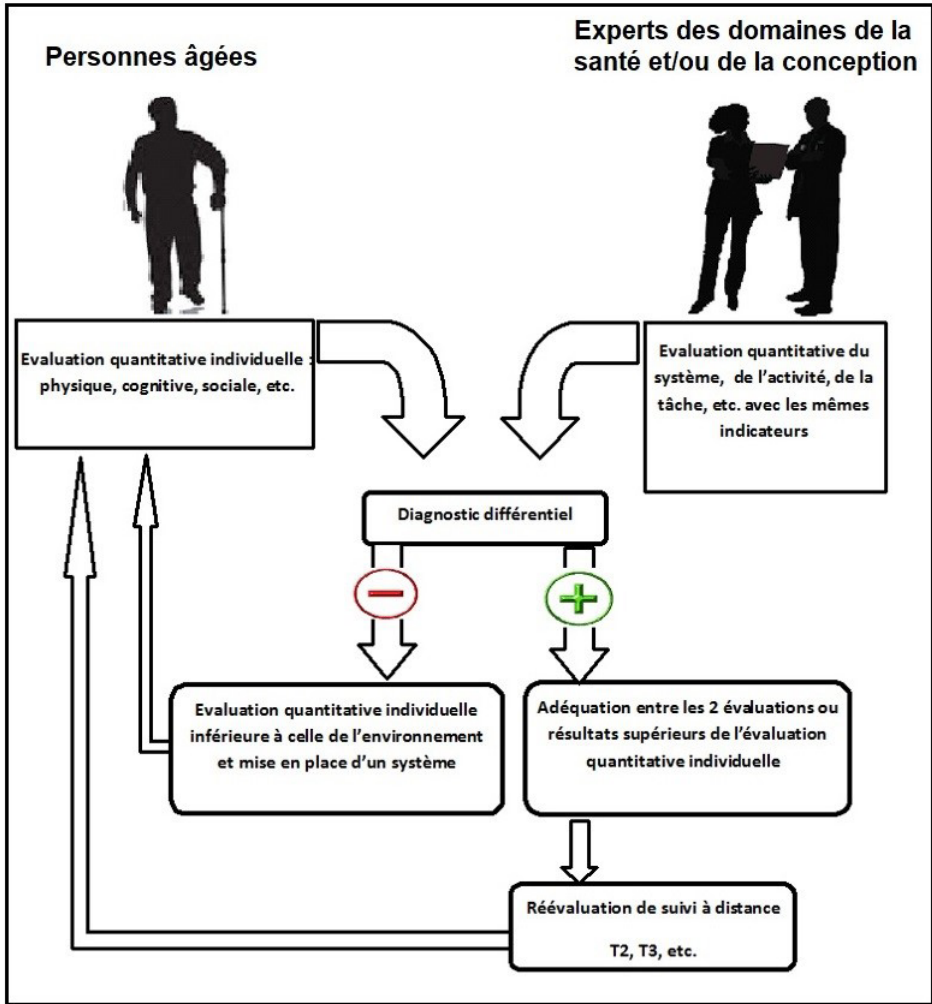 Personnes âgées
Experts des domaines de la
santé et/ou de la conception
Evaluation quantitative individuelle :
physique, cognitive, sociale, etc.
Evaluation quantitative du
système, de l’activité, de la
tâche, etc. avec les mêmes
indicateurs
Diagnostic différentiel
Evaluation quantitative individuelle
inférieure à celle de l’environnement
et mise en place d’un système
Adéquation entre les 2 évaluations ou
résultats supérieurs de l’évaluation
quantitative individuelle
Réévaluation de suivi à distance
T2, T3, etc.